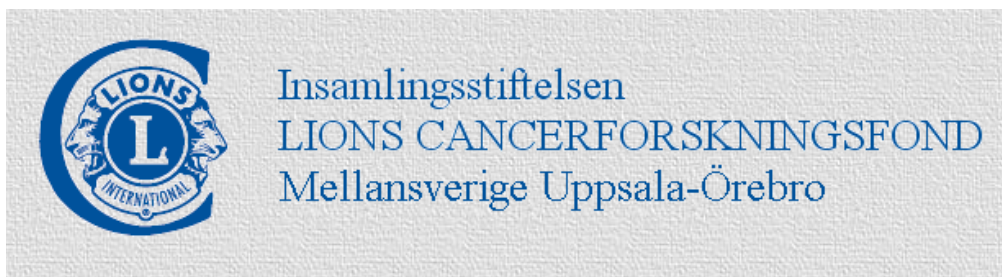 C
LIONS
L
INTERNATIONAL
®
Insamlingsstiftelsen
LIONS CANCERFORSKNINGSFOND
Mellansverige Uppsala-Örebro